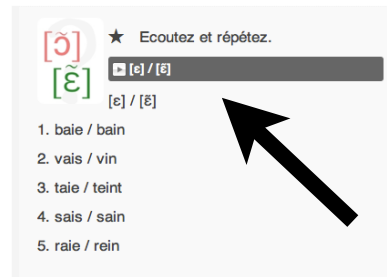 [ɔ̃]
[ɛ̃]
★ Ecoutez et répétez.
[ε] / [ε̃]
[ε] / [ε̃]
1. baie / bain
2. vais / vin
3. taie / teint
4. sais / sain
5. raie / rein